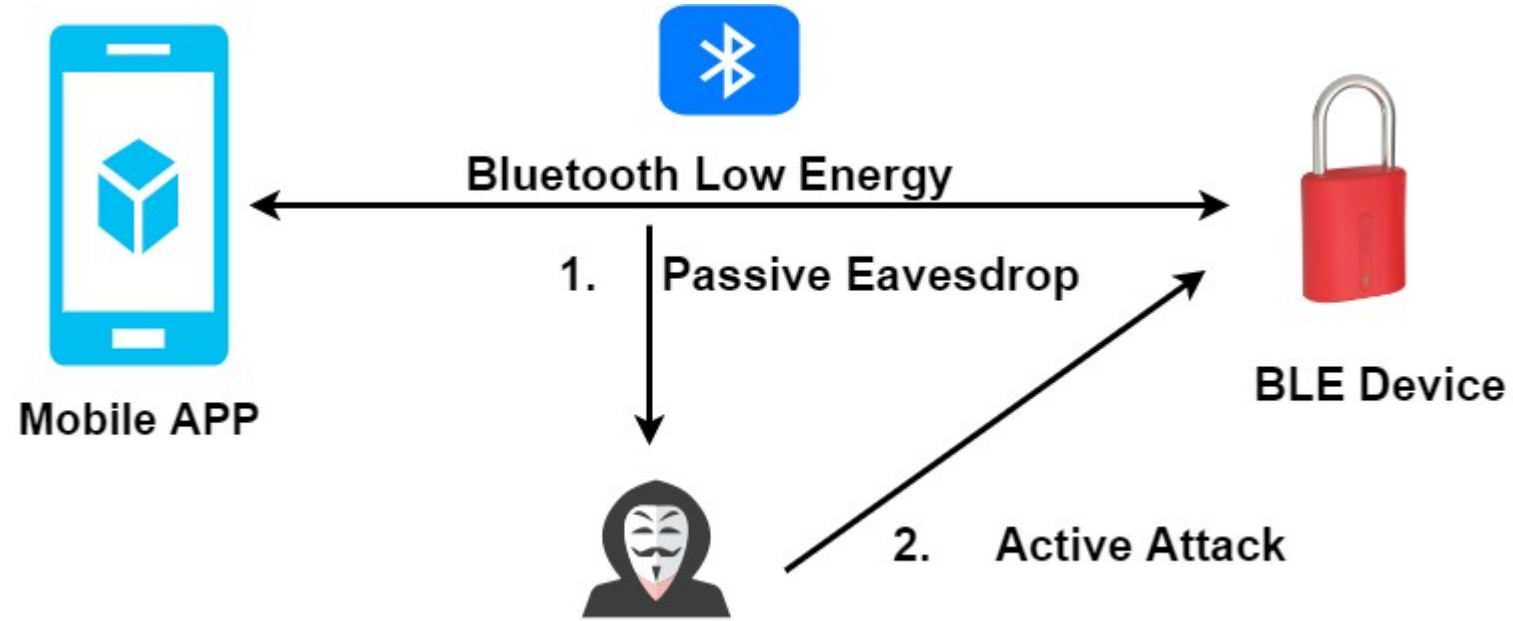 Bluetooth Low Energy
1. Passive Eavesdrop
BLE Device
Mobile APP
2. Active Attack